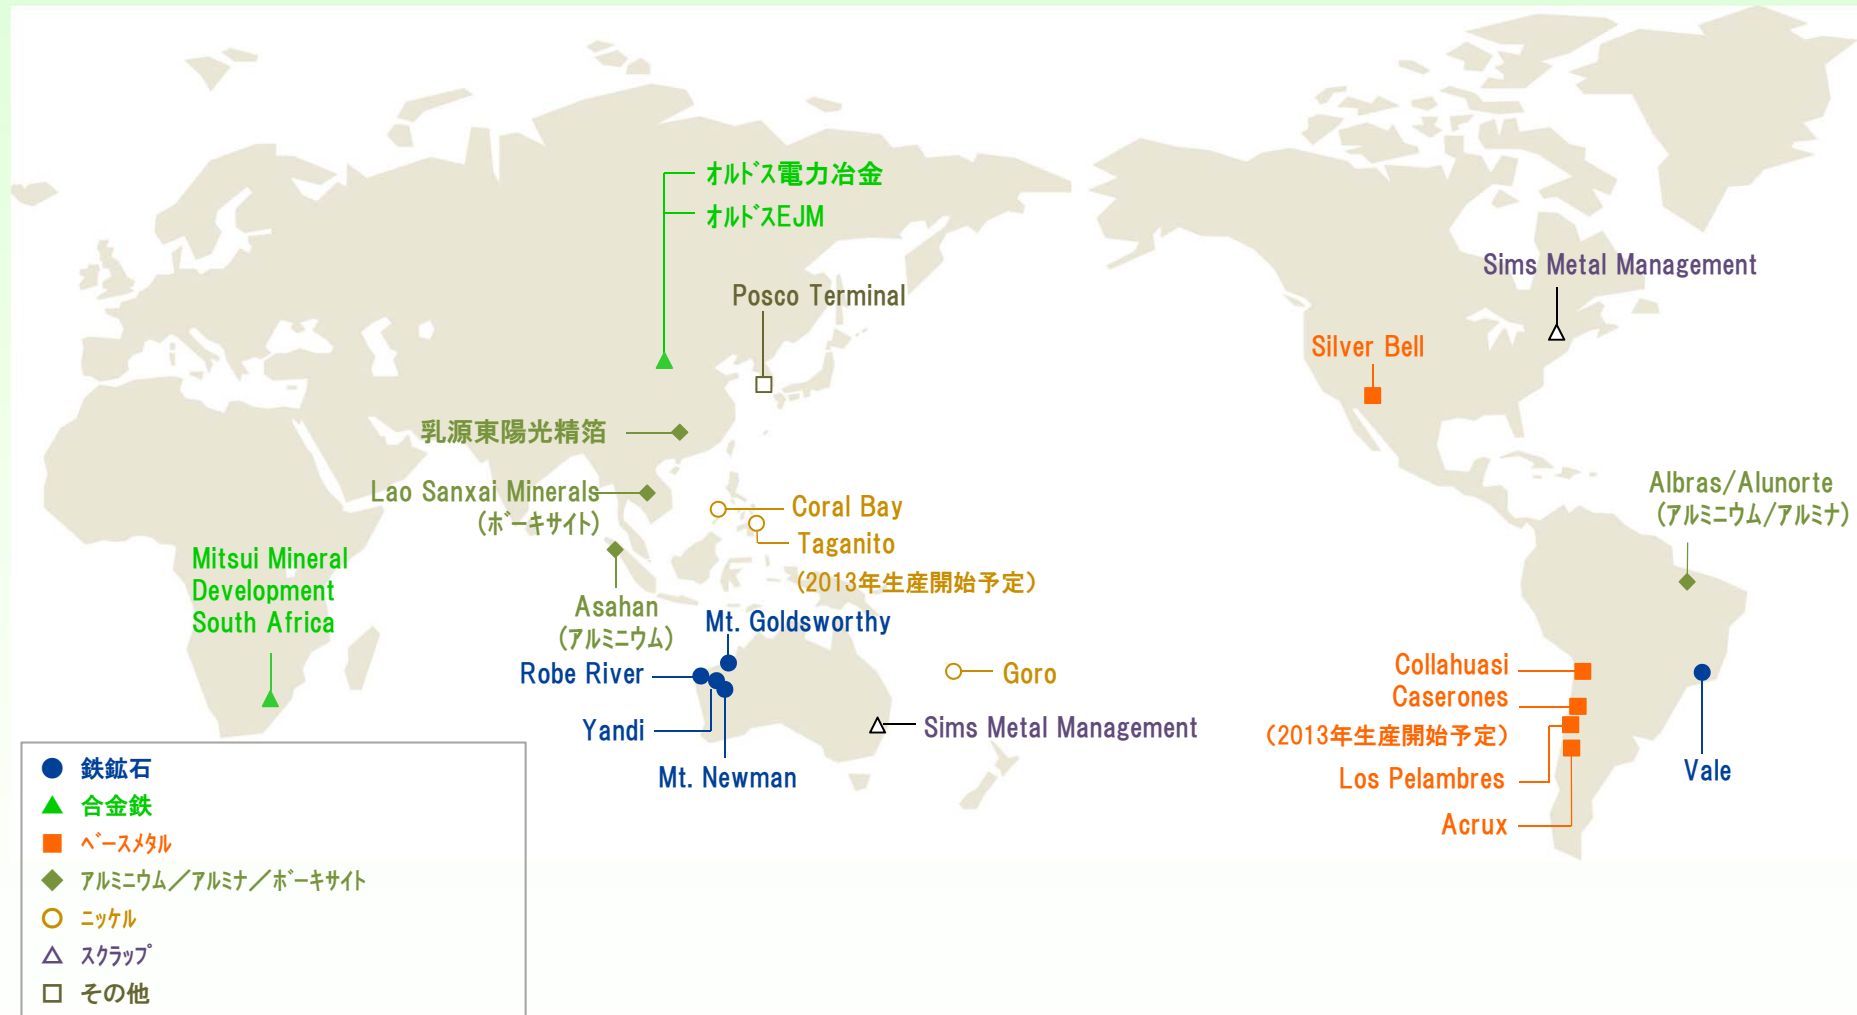 ｵﾙﾄﾞｽ電力冶金
ｵﾙﾄﾞｽEJM
Sims Metal Management
Posco Terminal
Silver Bell
乳源東陽光精箔
Lao Sanxai Minerals
(ﾎﾞｰｷｻｲﾄ)
Coral Bay
Taganito
(2013年生産開始予定)
Albras/Alunorte
(ｱﾙﾐﾆｳﾑ/ｱﾙﾐﾅ)
Mitsui Mineral
Development
South Africa
Asahan
(ｱﾙﾐﾆｳﾑ)
Mt. Goldsworthy
Robe River
Goro
Yandi
Sims Metal Management
Mt. Newman
Collahuasi
Caserones
(2013年生産開始予定)
Los Pelambres
Acrux
Vale
鉄鉱石
合金鉄
ﾍﾞｰｽﾒﾀﾙ
ｱﾙﾐﾆｳﾑ／ｱﾙﾐﾅ／ﾎﾞｰｷｻｲﾄ
ﾆｯｹﾙ
ｽｸﾗｯﾌﾟ
その他